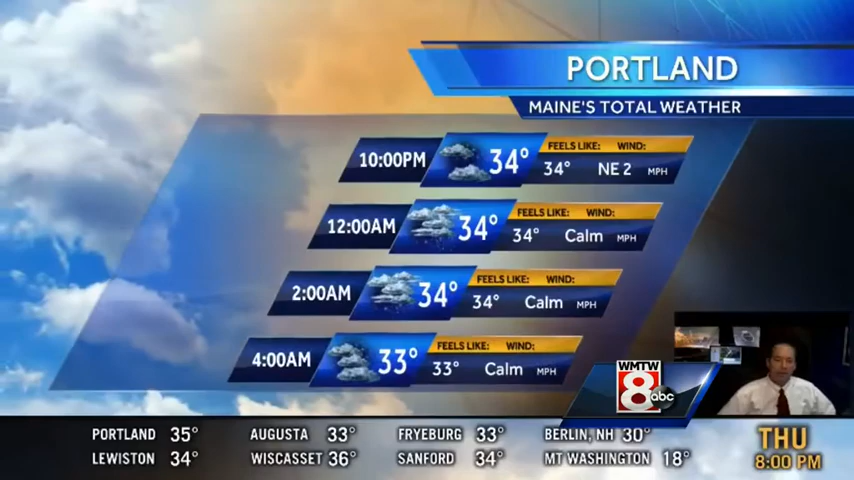 PORTLAND
MAINE'S TOTAL WEATHER
10:00PM 34° FEELS LIKE: WIND: 34° NE 2 MPH
12:00AM 34° FEELS LIKE: WIND: 34° Calm MPH
2:00AM 34° FEELS LIKE: WIND: 34° Calm MPH
4:00AM 33° FEELS LIKE: WIND: 33° Calm MPH
WMTW
8 abc
PORTLAND 35° AUGUSTA 33° FRYEBURG 33° BERLIN, NH 30°
LEWISTON 34° WISCASSET 36° SANFORD 34° MT WASHINGTON 18°
THU
8:00 PM